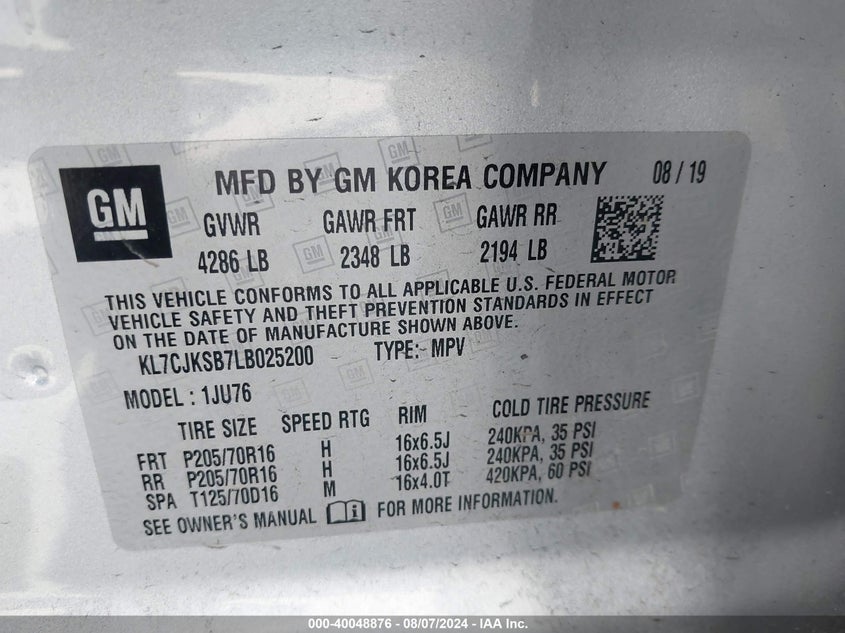 GM
MFD BY GM KOREA COMPANY 08 / 19
GVWR GAWR FRT GAWR RR
4286 LB 2348 LB 2194 LB
THIS VEHICLE CONFORMS TO ALL APPLICABLE U.S. FEDERAL MOTOR
VEHICLE SAFETY AND THEFT PREVENTION STANDARDS IN EFFECT
ON THE DATE OF MANUFACTURE SHOWN ABOVE.
KL7CJKSB7LB025200 TYPE:- MPV
MODEL : 1JU76
TIRE SIZE SPEED RTG RIM COLD TIRE PRESSURE
FRT P205/70R16 H 16x6.5J 240KPA, 35 PSI
RR P205/70R16 H 16x6.5J 240KPA, 35 PSI
SPA T125/70D16 M 16x4.0T 420KPA, 60 PSI
SEE OWNER'S MANUAL i FOR MORE INFORMATION.
000-40048876 - 08/07/2024 - IAA Inc.